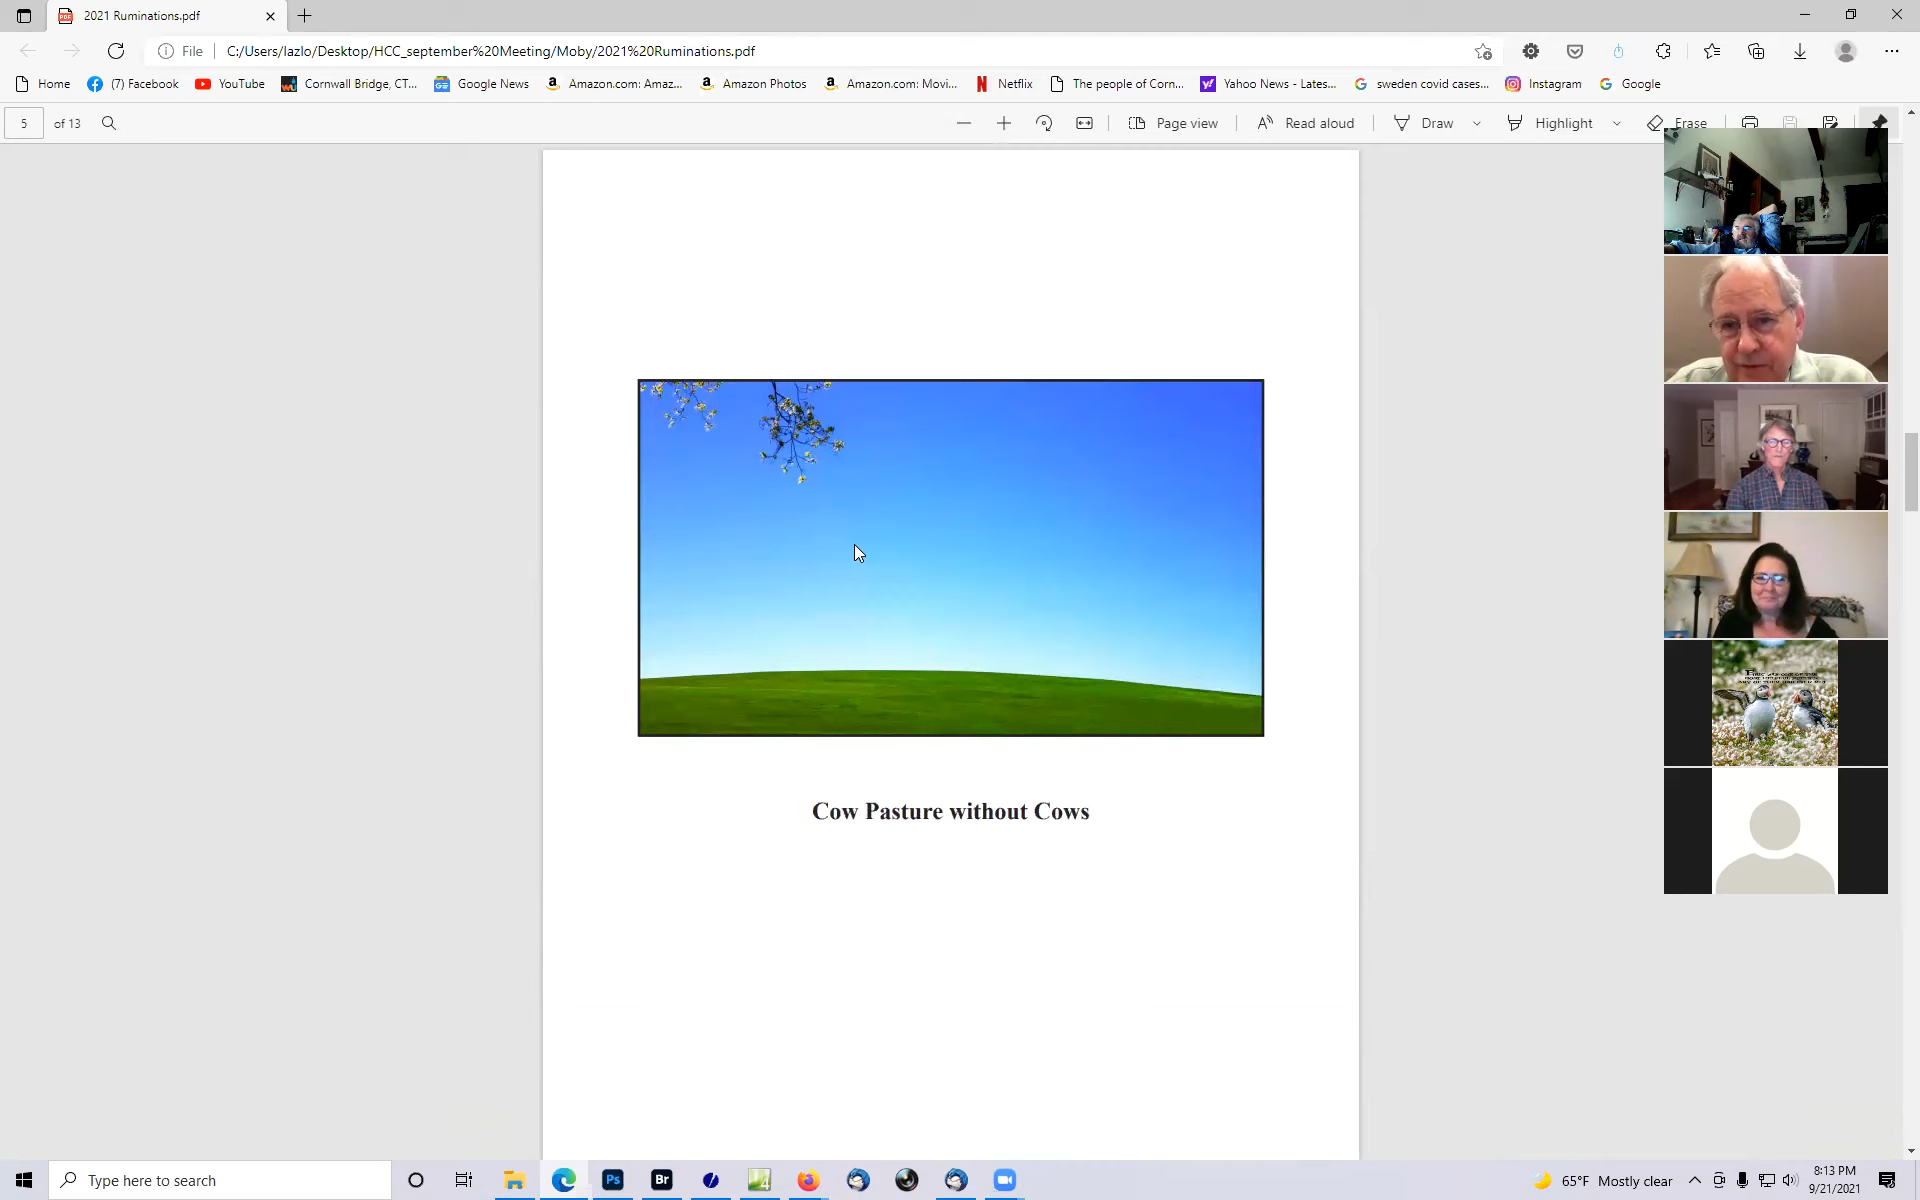 2021 Ruminations.pdf
File
C:/Users/lazlo/Desktop/HCC_september%20Meeting/Moby/2021%20Ruminations.pdf
Home
(7) Facebook
YouTube
Cornwall Bridge, CT...
Google News
Amazon.com: Amaz...
Amazon Photos
Amazon.com: Movi...
Netflix
The people of Corn...
Yahoo News - Lates...
sweden covid cases...
Instagram
Google
5 of 13
Page view
Read aloud
Draw
Highlight
Erase
Cow Pasture without Cows
Type here to search
Ps
Br
65°F Mostly clear
8:13 PM
9/21/2021